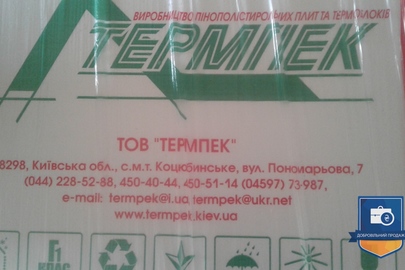 ВИРОБНИЦТВО ПІНОПОЛІСТИРОЛЬНИХ ПЛИТ ТА ТЕРМОБЛОКІВ
ТЕРМПЕК
ТОВ "ТЕРМПЕК"
8298, Київська обл., с.м.т. Коцюбинське, вул. Пономарьова, 7
(044) 228-52-88, 450-40-44, 450-51-14 (04597) 73-987,
e-mail: termpek@i.ua termpek@ukr.net
www.termpek.kiev.ua
Г1
КЛАС
ДОБРОВІЛЬНИЙ ПРОДАЖ